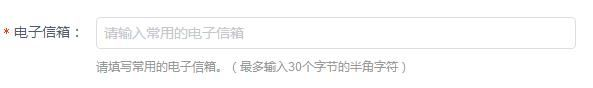 * 电子信箱： 请输入常用的电子信箱
请填写常用的电子信箱。（最多输入30个字节的半角字符）